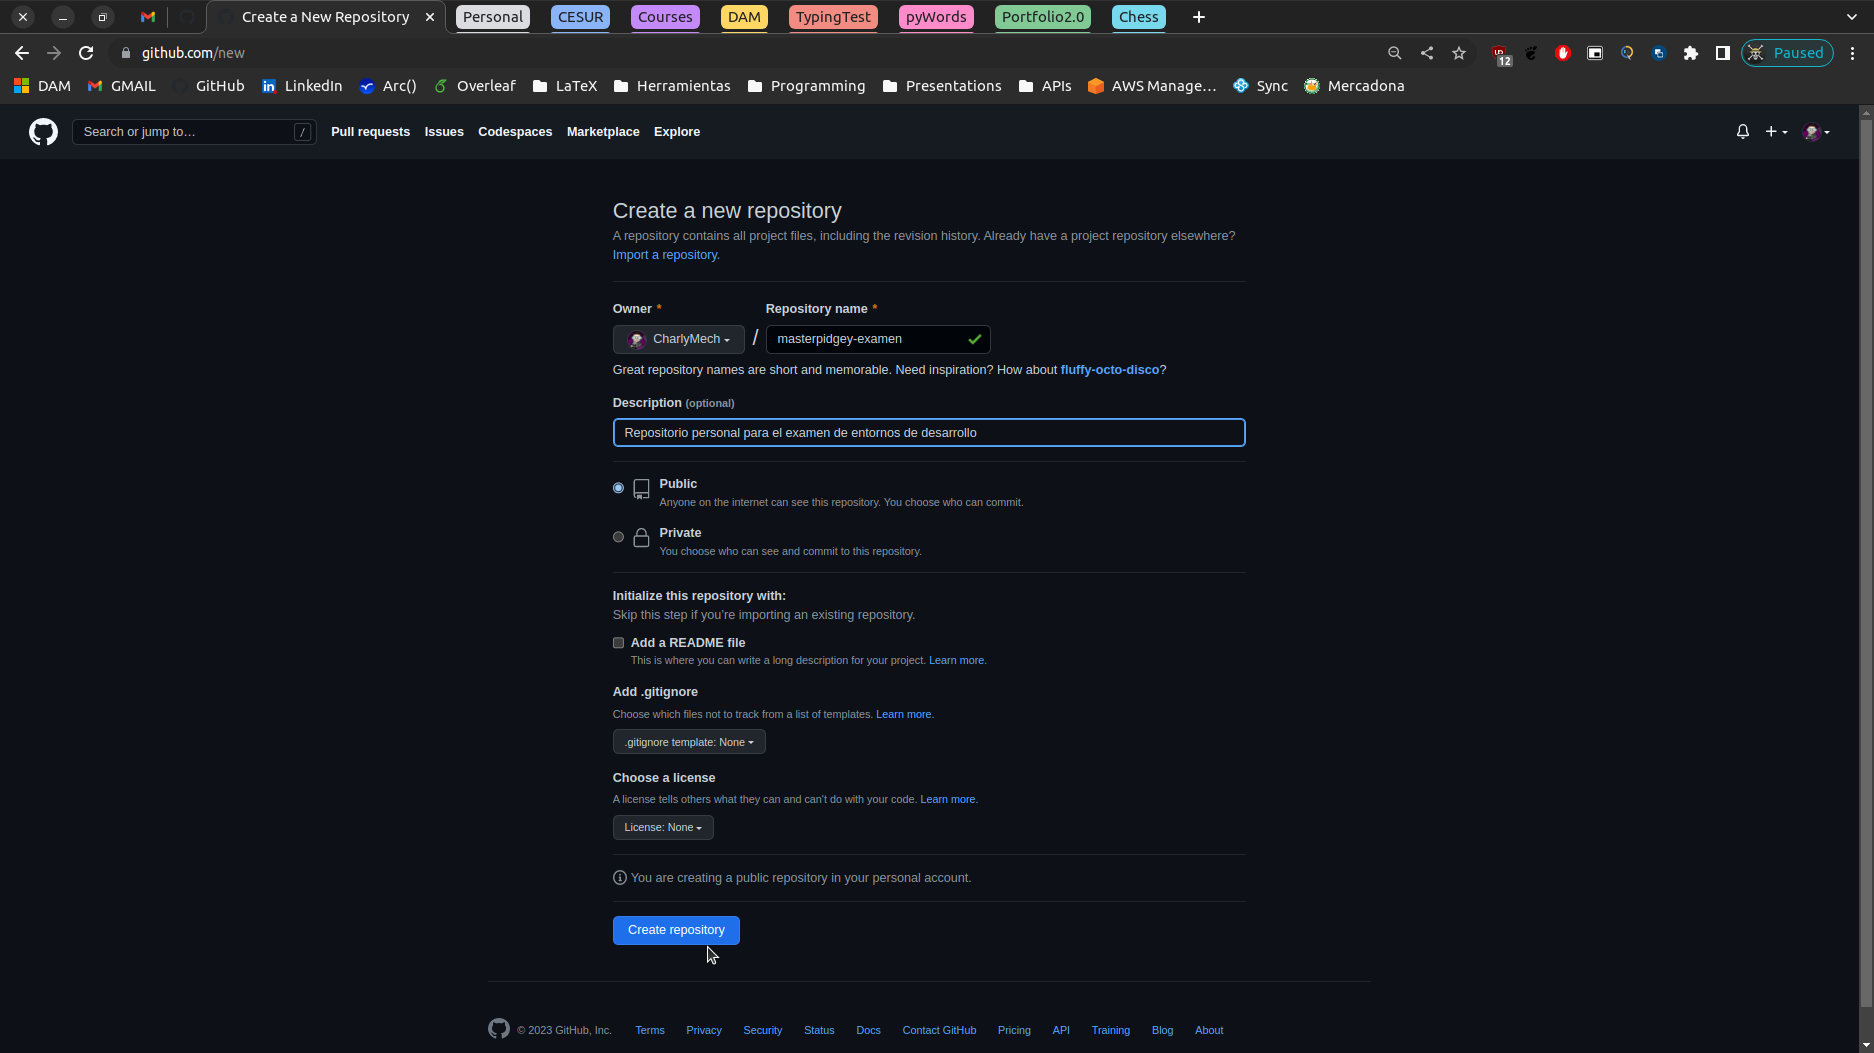 Create a New Repository
Personal
CESUR
Courses
DAM
TypingTest
pyWords
Portfolio2.0
Chess
github.com/new
12
Paused
DAM
GMAIL
GitHub
LinkedIn
Arc()
Overleaf
LaTeX
Herramientas
Programming
Presentations
APIs
AWS Manage…
Sync
Mercadona
Search or jump to…
/
Pull requests
Issues
Codespaces
Marketplace
Explore
Create a new repository
A repository contains all project files, including the revision history. Already have a project repository elsewhere?
Import a repository.
Owner *
Repository name *
CharlyMech
/
masterpidgey-examen
Great repository names are short and memorable. Need inspiration? How about fluffy-octo-disco?
Description (optional)
Repositorio personal para el examen de entornos de desarrollo
Public
Anyone on the internet can see this repository. You choose who can commit.
Private
You choose who can see and commit to this repository.
Initialize this repository with:
Skip this step if you're importing an existing repository.
Add a README file
This is where you can write a long description for your project. Learn more.
Add .gitignore
Choose which files not to track from a list of templates. Learn more.
.gitignore template: None
Choose a license
A license tells others what they can and can't do with your code. Learn more.
License: None
You are creating a public repository in your personal account.
Create repository
© 2023 GitHub, Inc.
Terms
Privacy
Security
Status
Docs
Contact GitHub
Pricing
API
Training
Blog
About